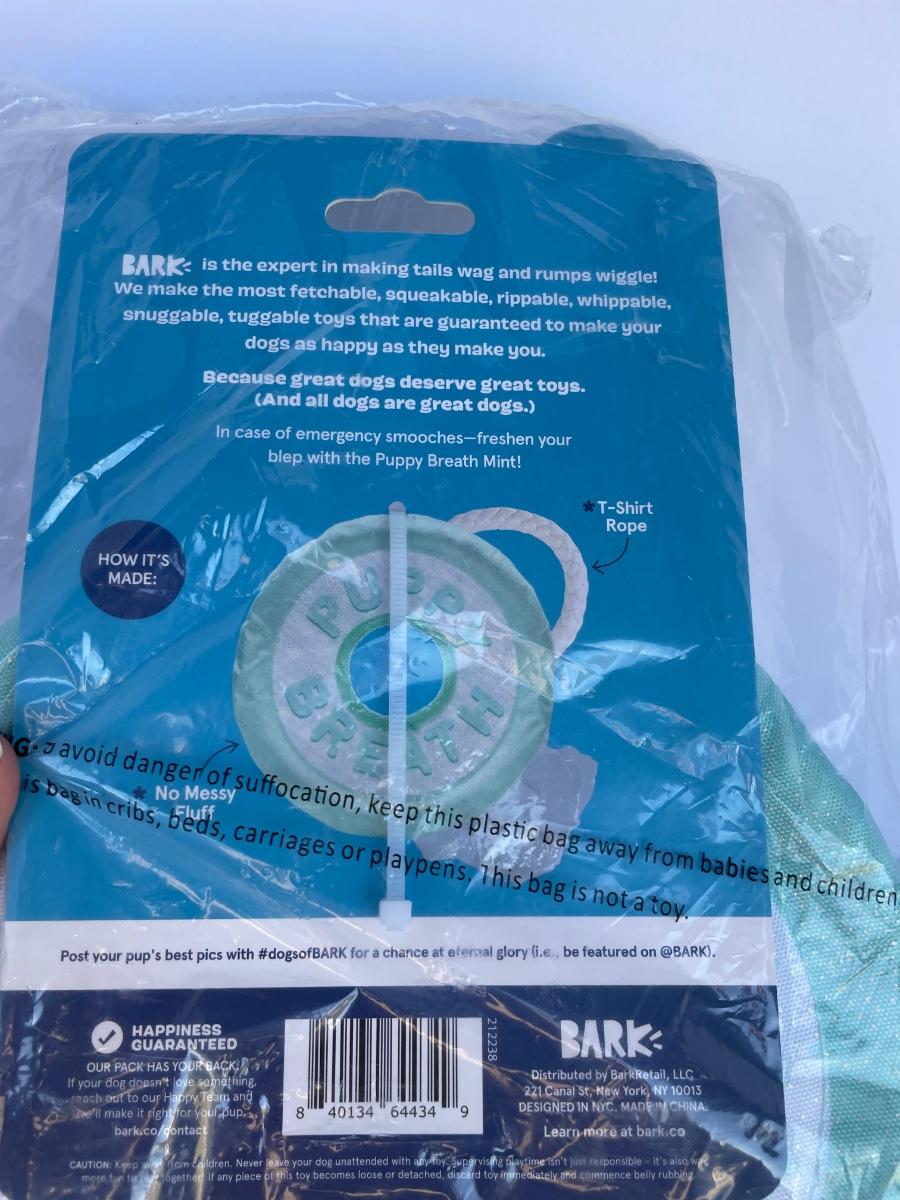 BARK is the expert in making tails wag and rumps wiggle!
We make the most fetchable, squeakable, rippable, whippable,
snuggable, tuggable toys that are guaranteed to make your
dogs as happy as they make you.
Because great dogs deserve great toys.
(And all dogs are great dogs.)
In case of emergency smooches—freshen your
blep with the Puppy Breath Mint!
*T-Shirt
Rope
HOW IT'S
MADE:
PUPPY
BREATH
* No Messy
Fluff
avoid danger of suffocation, keep this plastic bag away from babies and children
is bag in cribs, beds, carriages or playpens. This bag is not a toy.
Post your pup's best pics with #dogsofBARK for a chance at eternal glory (i.e., be featured on @BARK).
HAPPINESS
GUARANTEED
OUR PACK HAS YOUR BACK!
If your dog doesn't love something,
reach out to our Happy Team and
we'll make it right for your pup.
bark.co/contact
212238
8 40134 64434 9
BARK
Distributed by BarkRetail, LLC
221 Canal St, New York, NY 10013
DESIGNED IN NYC. MADE IN CHINA.
Learn more at bark.co
CAUTION: Keep away from children. Never leave your dog unattended with any toy. Supervising playtime isn't just responsible – it's also way
more fun to play together! If any piece of this toy becomes loose or detached, discard toy immediately and commence belly rubbing.